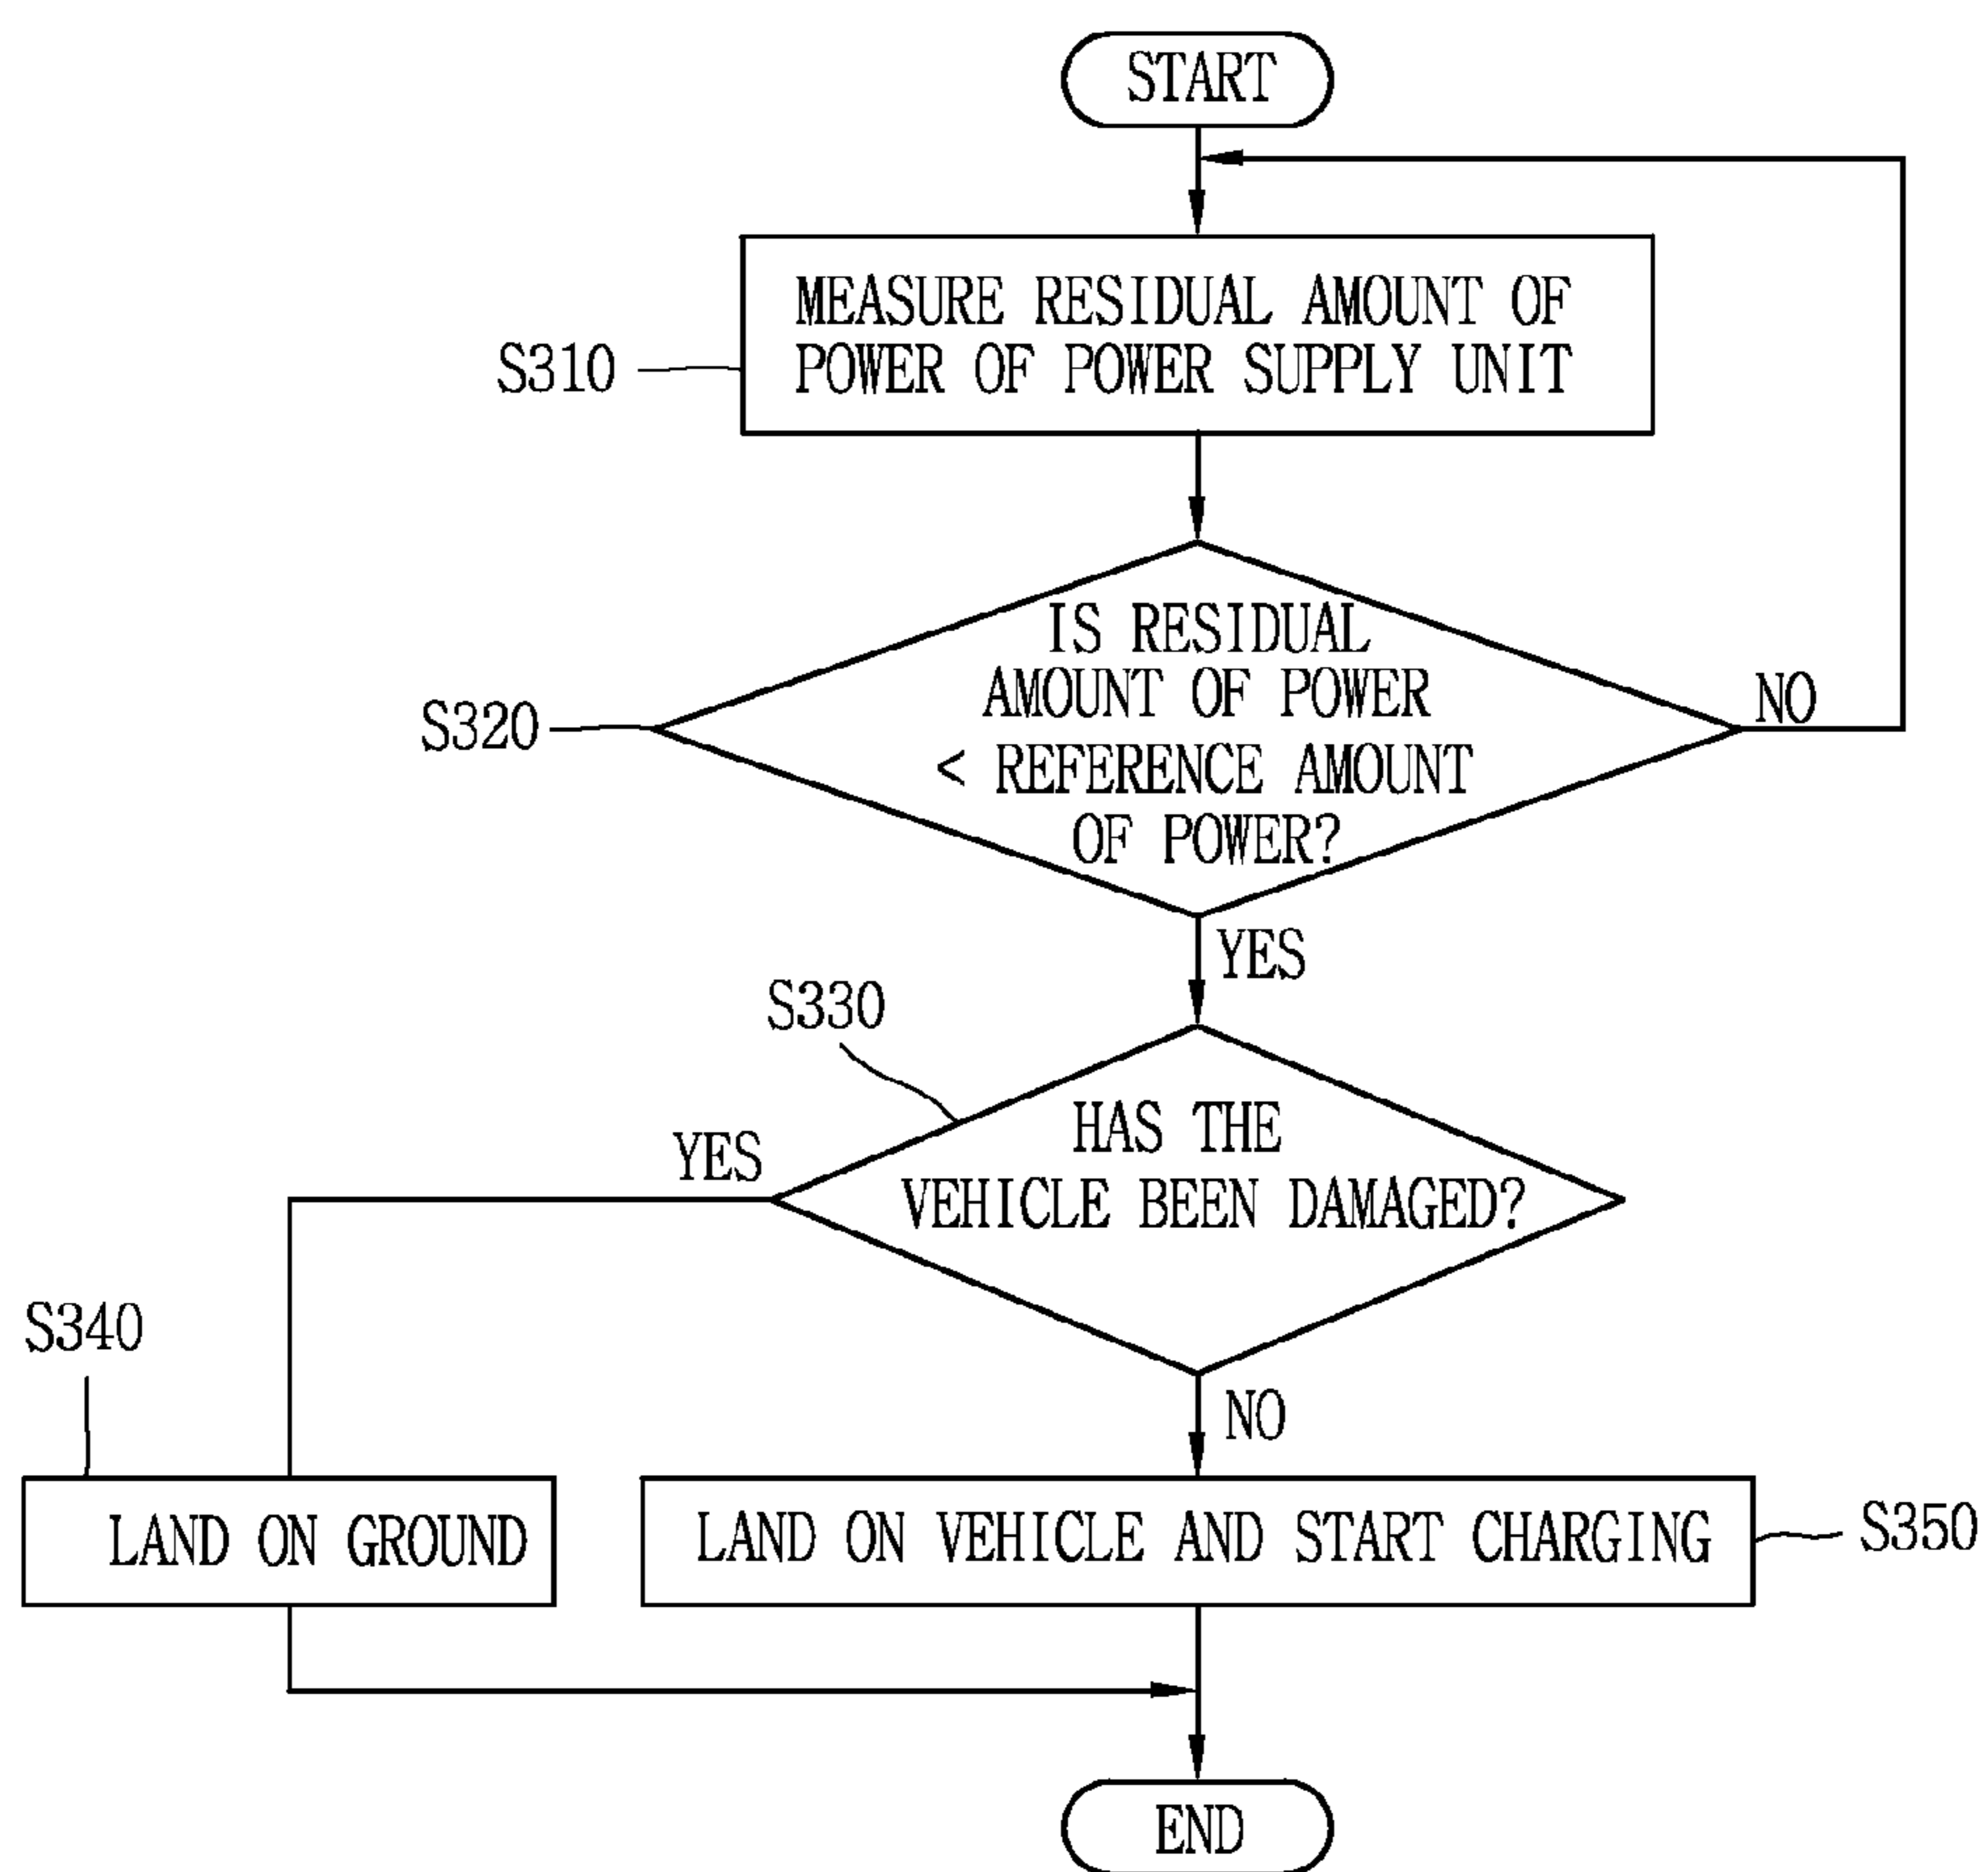 START
MEASURE RESIDUAL AMOUNT OF
POWER OF POWER SUPPLY UNIT
S310
IS RESIDUAL
AMOUNT OF POWER
< REFERENCE AMOUNT
OF POWER?
S320
NO
YES
S330
HAS THE
VEHICLE BEEN DAMAGED?
YES
NO
S340
LAND ON GROUND
LAND ON VEHICLE AND START CHARGING
S350
END